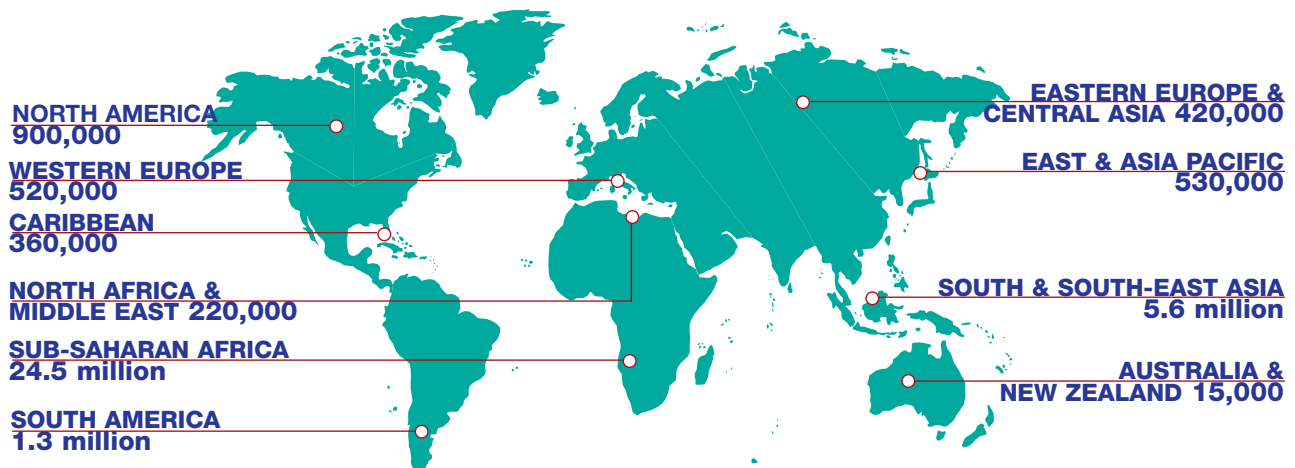 NORTH AMERICA
900,000
WESTERN EUROPE
520,000
CARIBBEAN
360,000
NORTH AFRICA &
MIDDLE EAST 220,000
SUB-SAHARAN AFRICA
24.5 million
SOUTH AMERICA
1.3 million
EASTERN EUROPE &
CENTRAL ASIA 420,000
EAST & ASIA PACIFIC
530,000
SOUTH & SOUTH-EAST ASIA
5.6 million
AUSTRALIA &
NEW ZEALAND 15,000